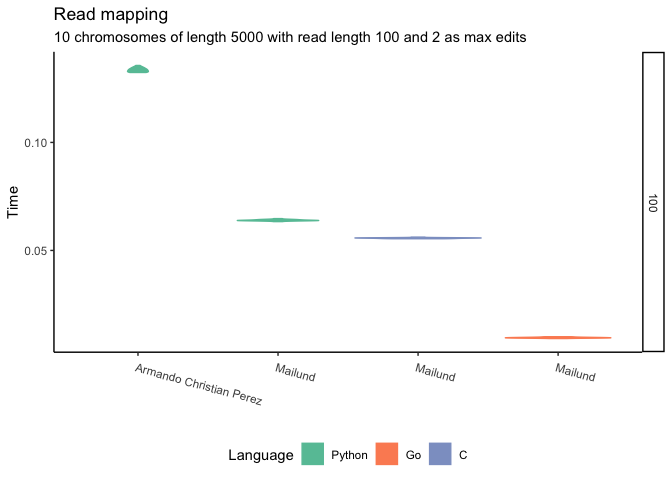 Read mapping
10 chromosomes of length 5000 with read length 100 and 2 as max edits
Time
0.10
0.05
100
Armando Christian Perez
Mailund
Mailund
Mailund
Language
Python
Go
C